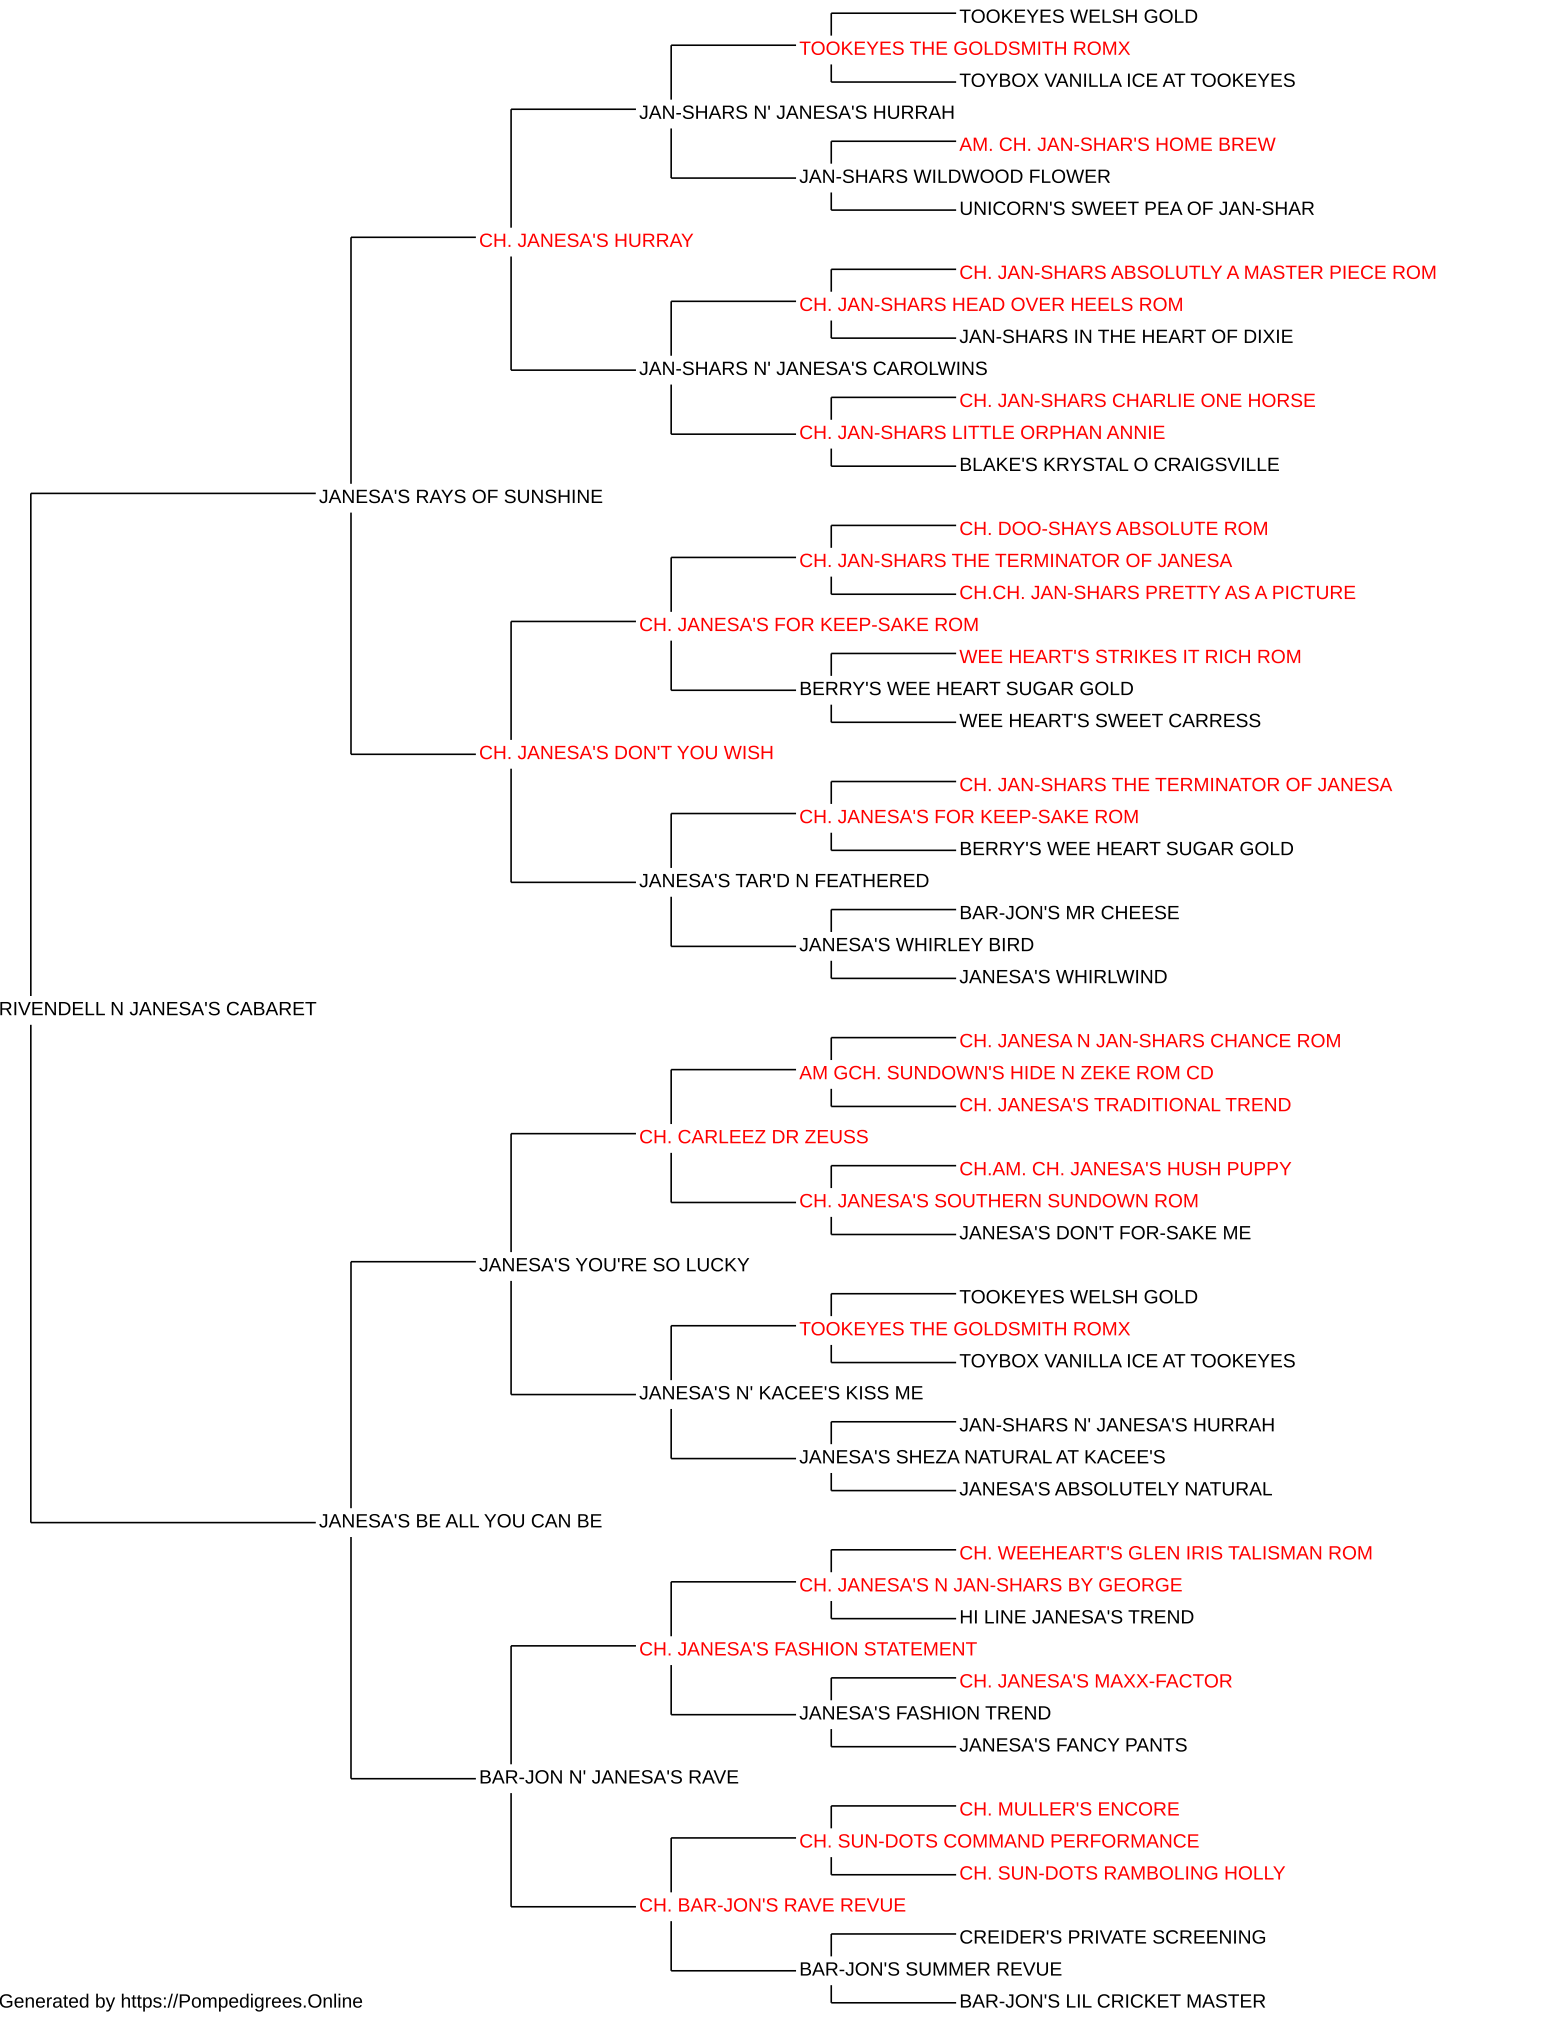 TOOKEYES WELSH GOLD
TOOKEYES THE GOLDSMITH ROMX
TOYBOX VANILLA ICE AT TOOKEYES
JAN-SHARS N' JANESA'S HURRAH
AM. CH. JAN-SHAR'S HOME BREW
JAN-SHARS WILDWOOD FLOWER
UNICORN'S SWEET PEA OF JAN-SHAR
CH. JANESA'S HURRAY
CH. JAN-SHARS ABSOLUTLY A MASTER PIECE ROM
CH. JAN-SHARS HEAD OVER HEELS ROM
JAN-SHARS IN THE HEART OF DIXIE
JAN-SHARS N' JANESA'S CAROLWINS
CH. JAN-SHARS CHARLIE ONE HORSE
CH. JAN-SHARS LITTLE ORPHAN ANNIE
BLAKE'S KRYSTAL O CRAIGSVILLE
JANESA'S RAYS OF SUNSHINE
CH. DOO-SHAYS ABSOLUTE ROM
CH. JAN-SHARS THE TERMINATOR OF JANESA
CH.CH. JAN-SHARS PRETTY AS A PICTURE
CH. JANESA'S FOR KEEP-SAKE ROM
WEE HEART'S STRIKES IT RICH ROM
BERRY'S WEE HEART SUGAR GOLD
WEE HEART'S SWEET CARRESS
CH. JANESA'S DON'T YOU WISH
CH. JAN-SHARS THE TERMINATOR OF JANESA
CH. JANESA'S FOR KEEP-SAKE ROM
BERRY'S WEE HEART SUGAR GOLD
JANESA'S TAR'D N FEATHERED
BAR-JON'S MR CHEESE
JANESA'S WHIRLEY BIRD
JANESA'S WHIRLWIND
RIVENDELL N JANESA'S CABARET
CH. JANESA N JAN-SHARS CHANCE ROM
AM GCH. SUNDOWN'S HIDE N ZEKE ROM CD
CH. JANESA'S TRADITIONAL TREND
CH. CARLEEZ DR ZEUSS
CH.AM. CH. JANESA'S HUSH PUPPY
CH. JANESA'S SOUTHERN SUNDOWN ROM
JANESA'S DON'T FOR-SAKE ME
JANESA'S YOU'RE SO LUCKY
TOOKEYES WELSH GOLD
TOOKEYES THE GOLDSMITH ROMX
TOYBOX VANILLA ICE AT TOOKEYES
JANESA'S N' KACEE'S KISS ME
JAN-SHARS N' JANESA'S HURRAH
JANESA'S SHEZA NATURAL AT KACEE'S
JANESA'S ABSOLUTELY NATURAL
JANESA'S BE ALL YOU CAN BE
CH. WEEHEART'S GLEN IRIS TALISMAN ROM
CH. JANESA'S N JAN-SHARS BY GEORGE
HI LINE JANESA'S TREND
CH. JANESA'S FASHION STATEMENT
CH. JANESA'S MAXX-FACTOR
JANESA'S FASHION TREND
JANESA'S FANCY PANTS
BAR-JON N' JANESA'S RAVE
CH. MULLER'S ENCORE
CH. SUN-DOTS COMMAND PERFORMANCE
CH. SUN-DOTS RAMBOLING HOLLY
CH. BAR-JON'S RAVE REVUE
CREIDER'S PRIVATE SCREENING
BAR-JON'S SUMMER REVUE
BAR-JON'S LIL CRICKET MASTER
Generated by https://Pompedigrees.Online